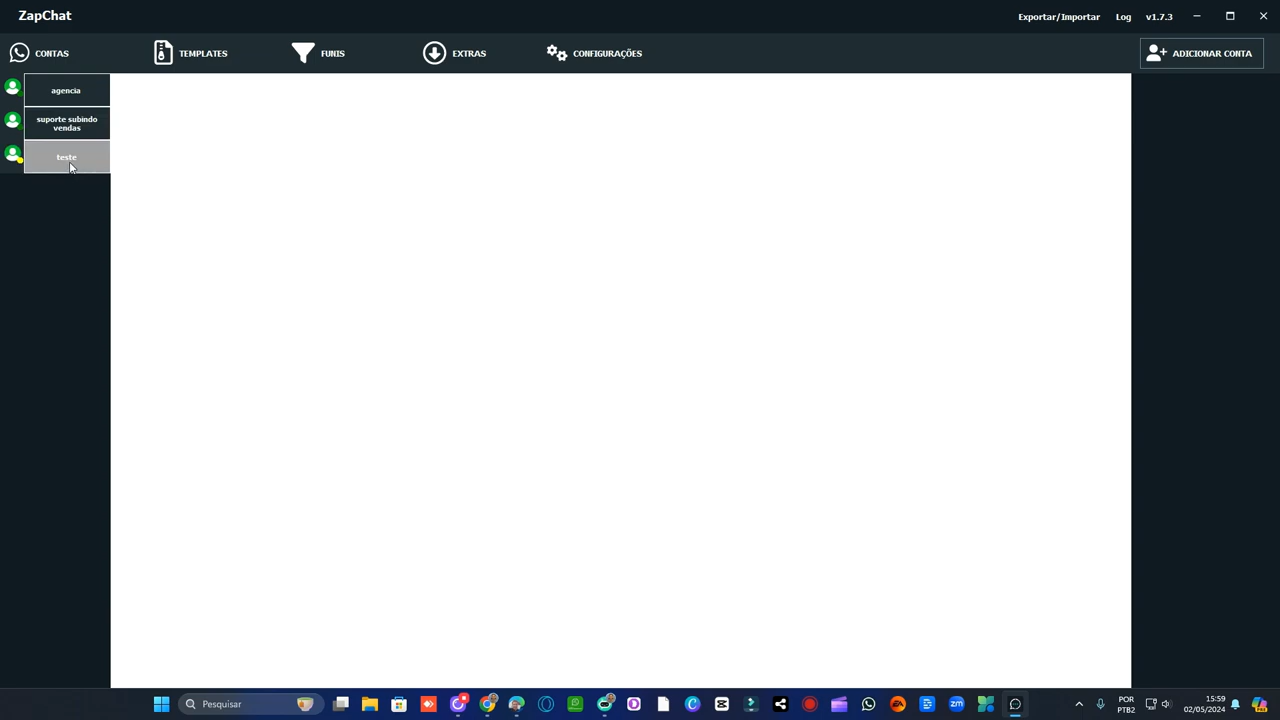 ZapChat
Exportar/Importar Log v1.7.3
CONTAS TEMPLATES FUNIS EXTRAS CONFIGURAÇÕES ADICIONAR CONTA
agencia
suporte subindo
vendas
teste
Pesquisar
zm
POR
PTB2
15:59
02/05/2024